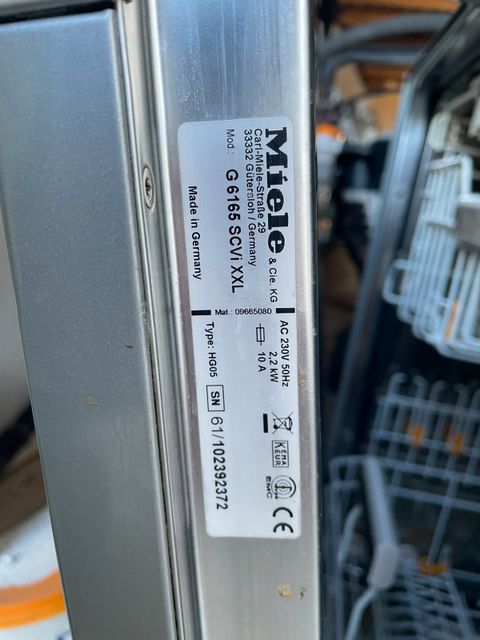 Miele & Cie. KG
Carl-Miele-Straße 29
33332 Gütersloh / Germany
Mod.: G 6165 SCVi XXL
Made in Germany
Mat.: 09665080
AC 230V 50Hz
2,2 kW
10 A
Type: HG05
SN 61/102392372
KEMA
KEUR
EMC
CE